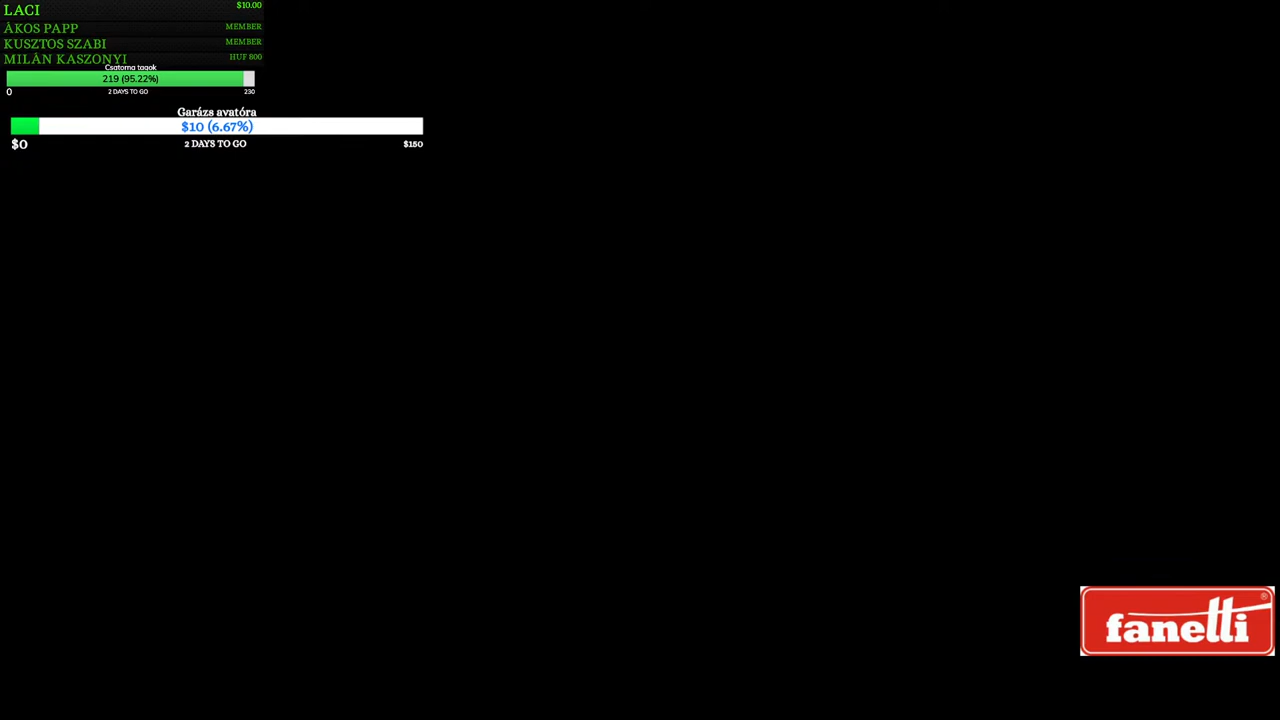 LACI $10.00
ÁKOS PAPP MEMBER
KUSZTOS SZABI MEMBER
MILÁN KASZONYI HUF 800
Csatorna tagok
219 (95.22%)
0 2 DAYS TO GO 230
Garázs avatóra
$10 (6.67%)
$0 2 DAYS TO GO $150
fanelli ®